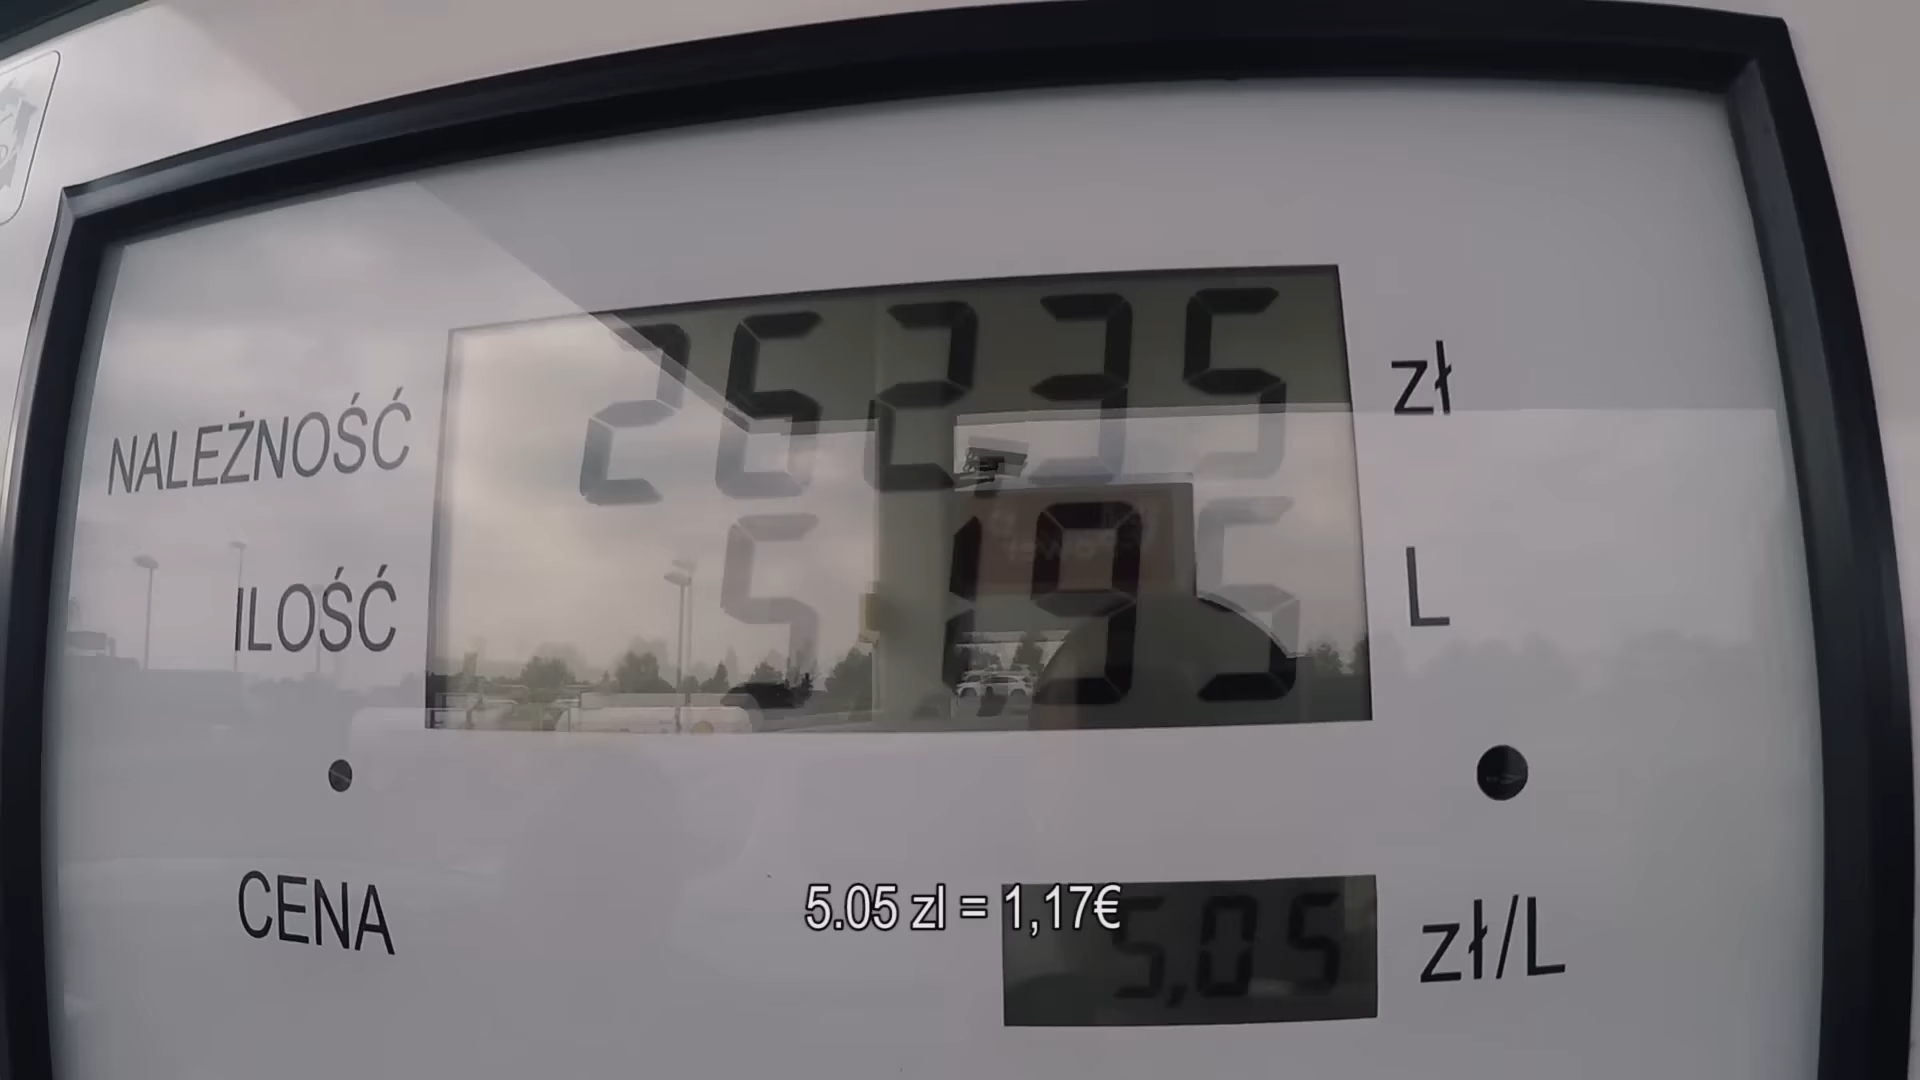 NALEŻNOŚĆ 262,35 zł
ILOŚĆ 51,95 L
5.05 zl = 1,17€
CENA 5,05 zł/L